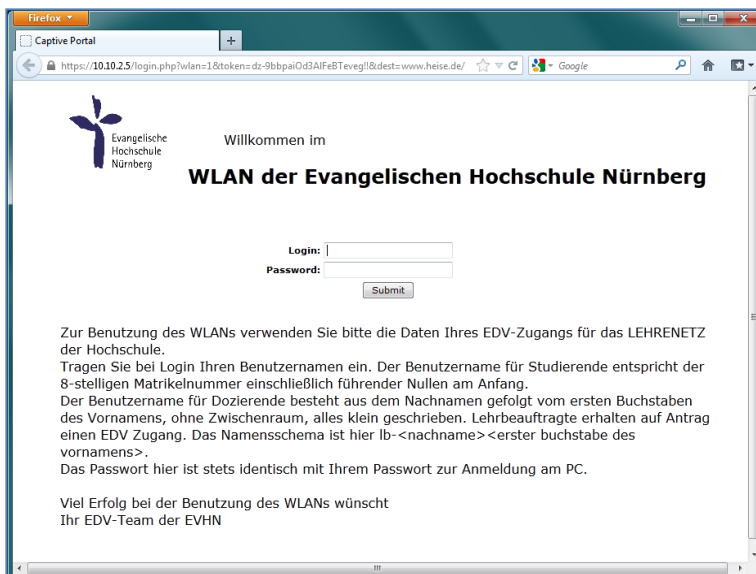 Firefox
Captive Portal
https://10.10.2.5/login.php?wlan=1&token=dz-9bbpaiOd3AlFeBTeveg!!&dest=www.heise.de/
Google
Evangelische
Hochschule
Nürnberg
Willkommen im
WLAN der Evangelischen Hochschule Nürnberg
Login:
Password:
Submit
Zur Benutzung des WLANs verwenden Sie bitte die Daten Ihres EDV-Zugangs für das LEHRENETZ
der Hochschule.
Tragen Sie bei Login Ihren Benutzernamen ein. Der Benutzername für Studierende entspricht der
8-stelligen Matrikelnummer einschließlich führender Nullen am Anfang.
Der Benutzername für Dozierende besteht aus dem Nachnamen gefolgt vom ersten Buchstaben
des Vornamens, ohne Zwischenraum, alles klein geschrieben. Lehrbeauftragte erhalten auf Antrag
einen EDV Zugang. Das Namensschema ist hier lb-<nachname><erster buchstabe des
vornamens>.
Das Passwort hier ist stets identisch mit Ihrem Passwort zur Anmeldung am PC.
Viel Erfolg bei der Benutzung des WLANs wünscht
Ihr EDV-Team der EVHN